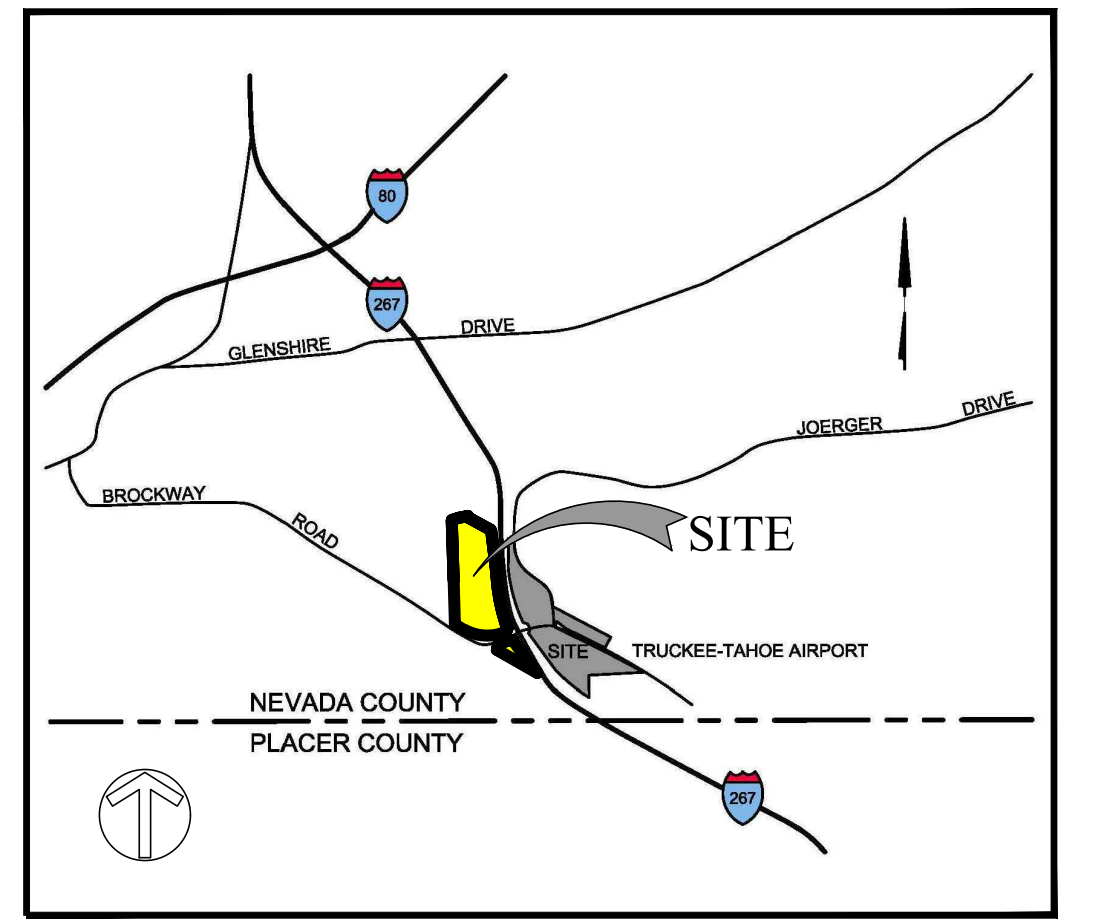 80
267
GLENSHIRE DRIVE
JOERGER DRIVE
BROCKWAY ROAD
SITE
SITE
TRUCKEE-TAHOE AIRPORT
NEVADA COUNTY
PLACER COUNTY
267